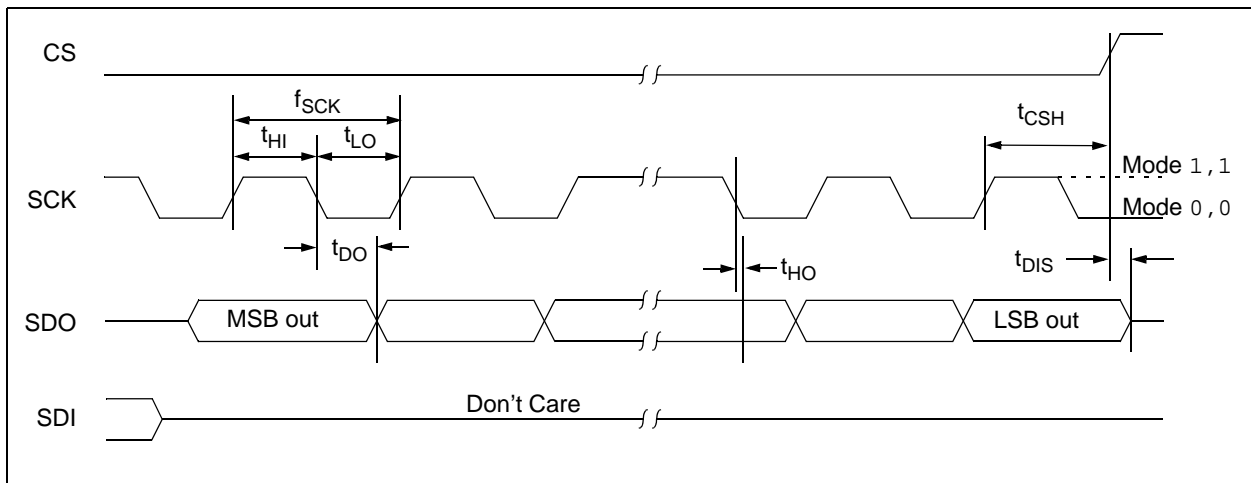 CS
fSCK
tHI
tLO
tCSH
SCK
Mode 1,1
Mode 0,0
tDO
tHO
tDIS
SDO
MSB out
LSB out
SDI
Don't Care